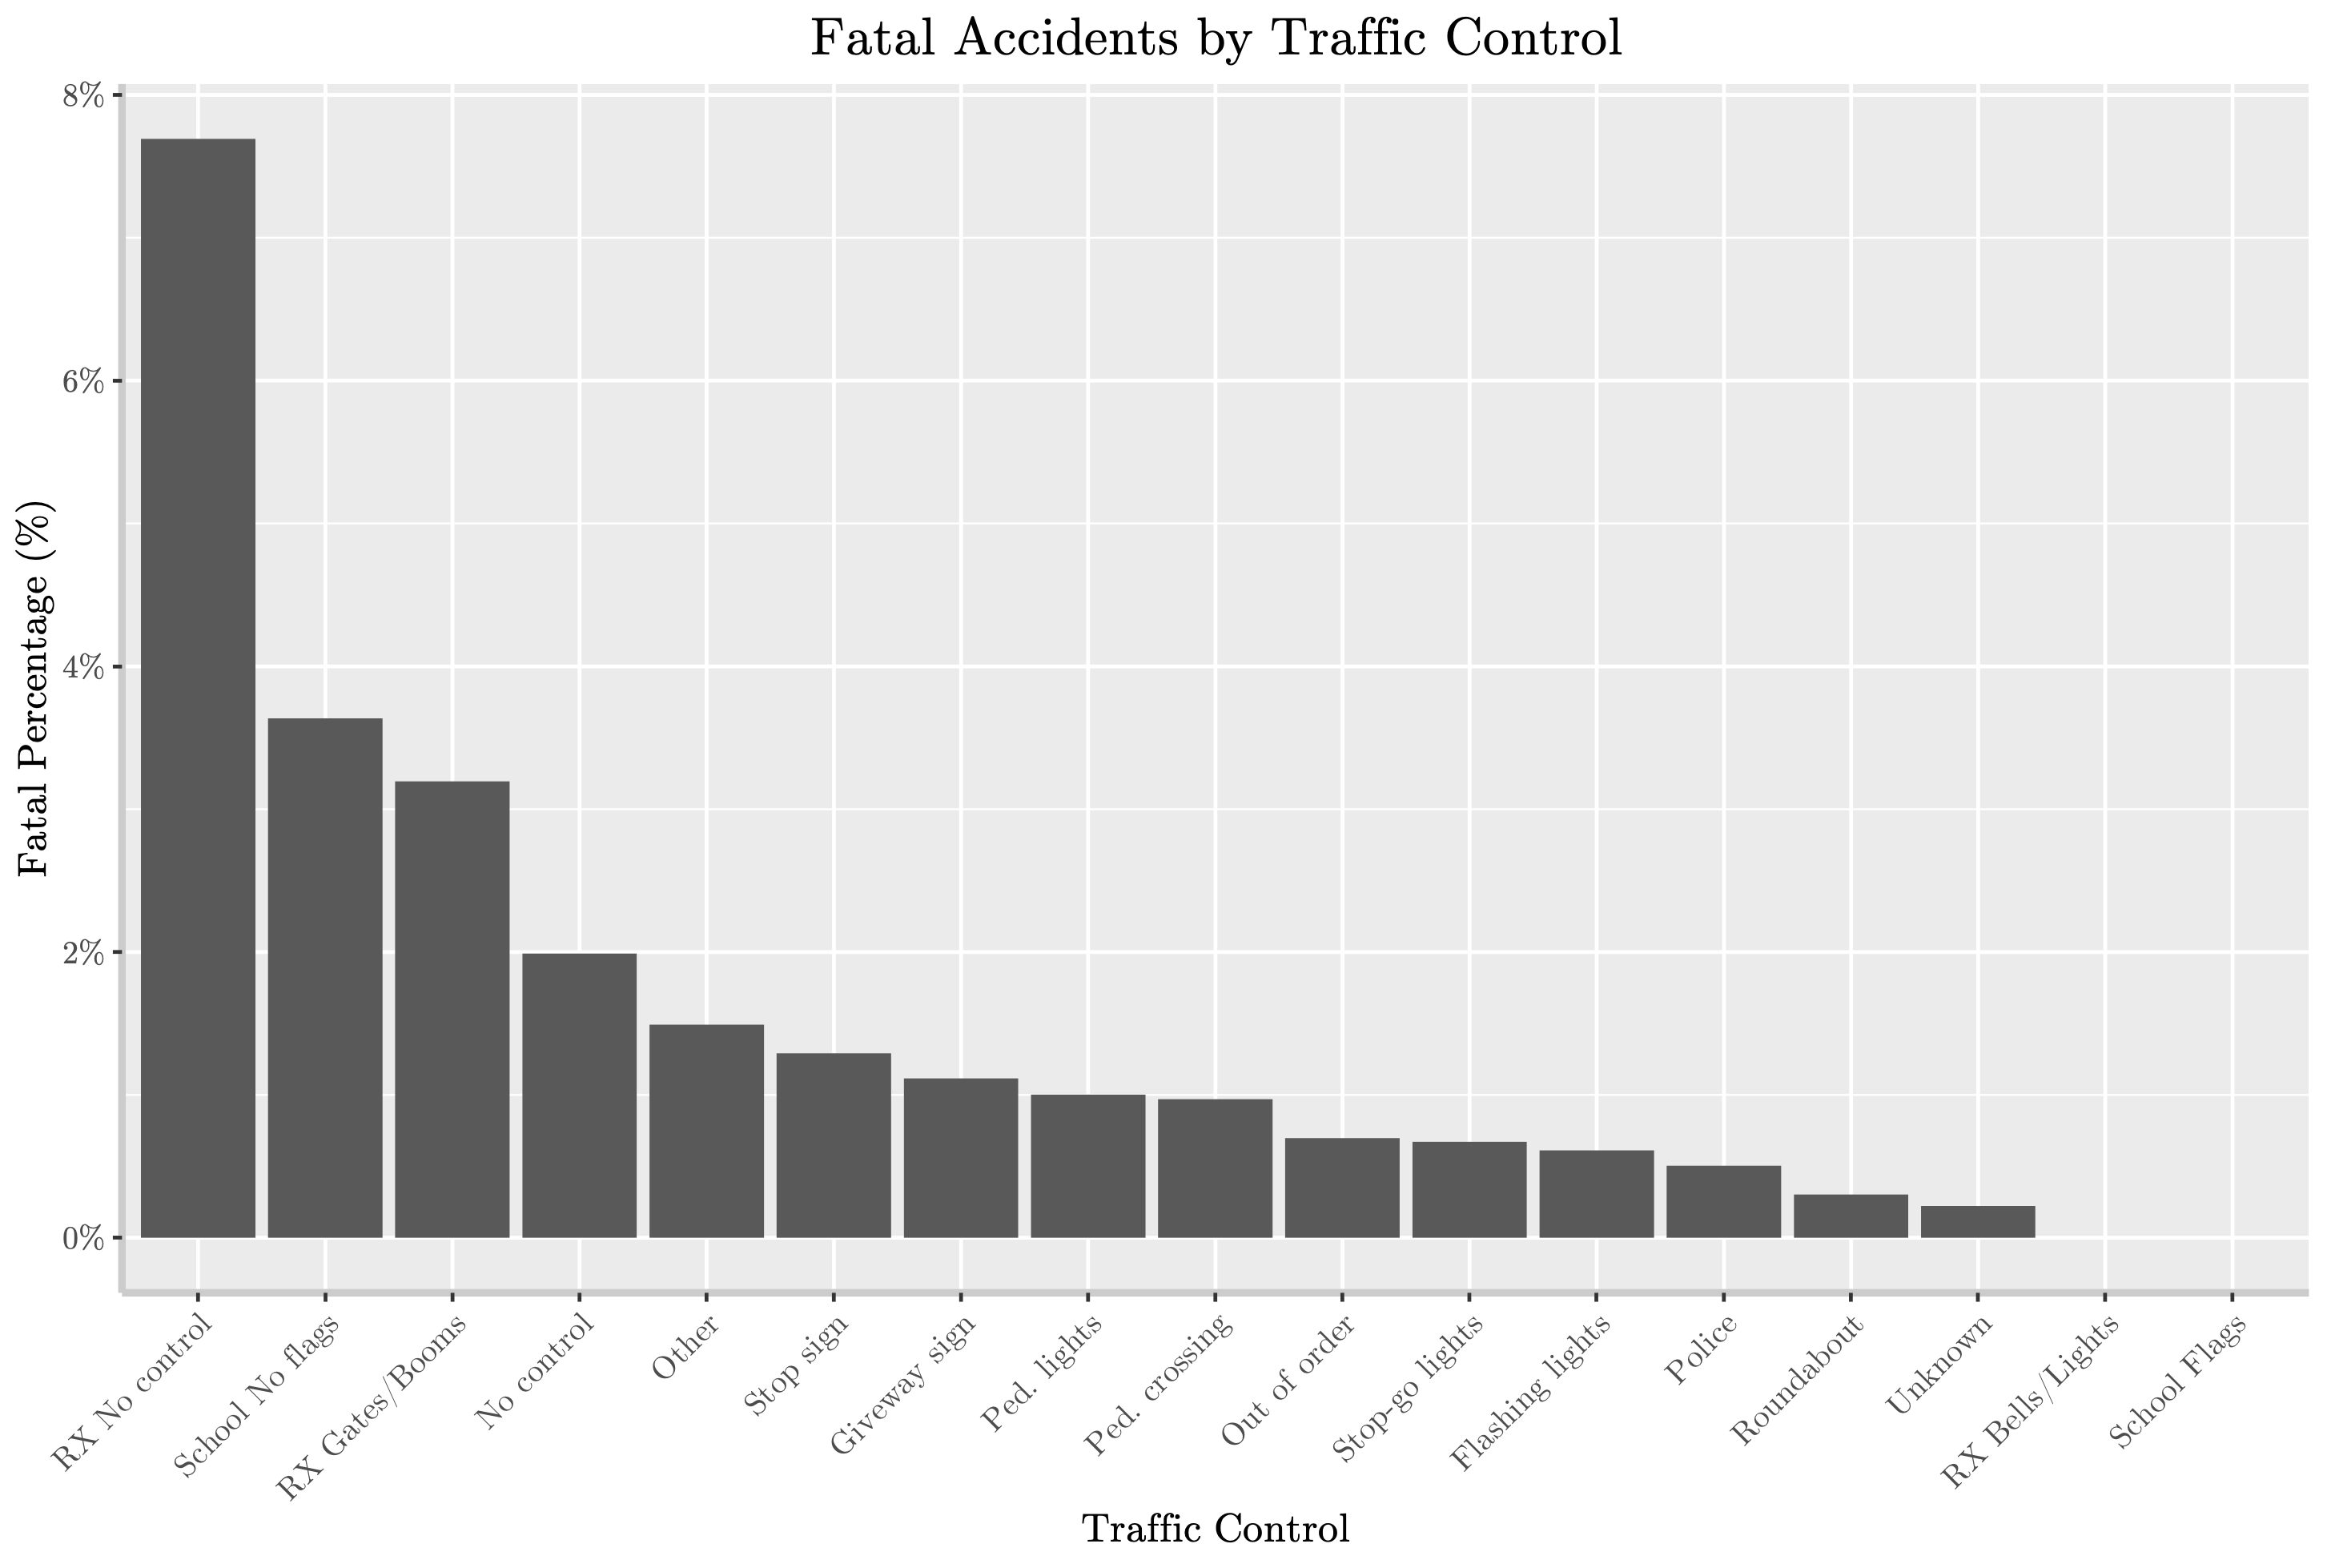 Fatal Accidents by Traffic Control
Fatal Percentage (%)
8%
6%
4%
2%
0%
RX No control
School No flags
RX Gates/Booms
No control
Other
Stop sign
Giveway sign
Ped. lights
Ped. crossing
Out of order
Stop-go lights
Flashing lights
Police
Roundabout
Unknown
RX Bells/Lights
School Flags
Traffic Control